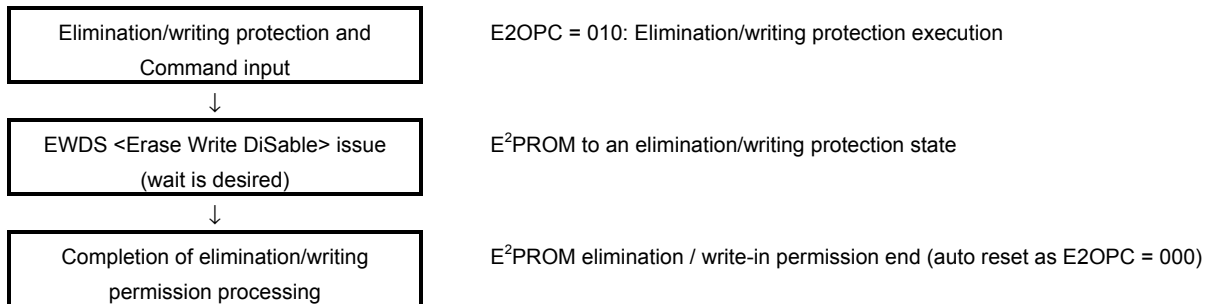 Elimination/writing protection and
Command input
E2OPC = 010: Elimination/writing protection execution
↓
EWDS <Erase Write DiSable> issue
(wait is desired)
E²PROM to an elimination/writing protection state
↓
Completion of elimination/writing
permission processing
E²PROM elimination / write-in permission end (auto reset as E2OPC = 000)